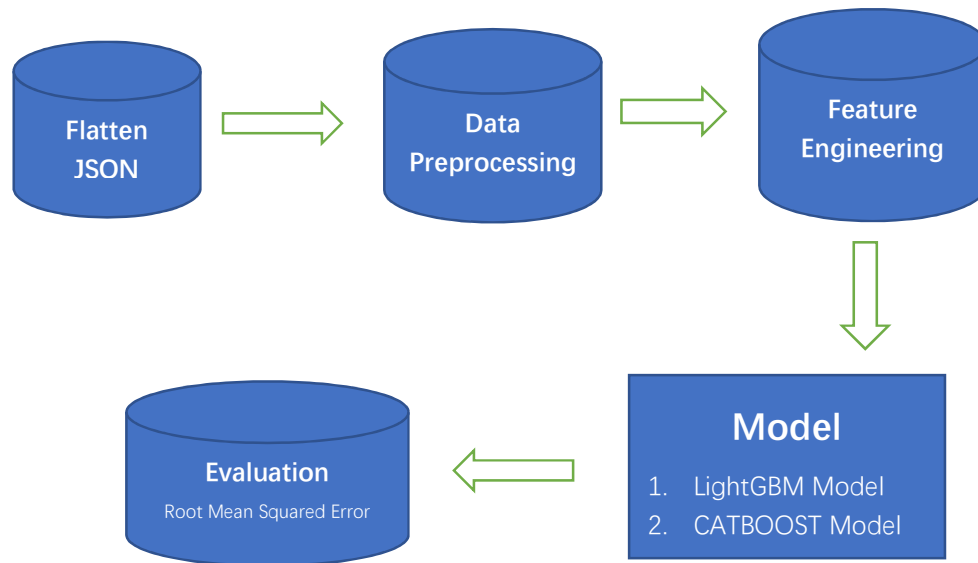 Flatten
JSON
Data
Preprocessing
Feature
Engineering
Model
1. LightGBM Model
2. CATBOOST Model
Evaluation
Root Mean Squared Error